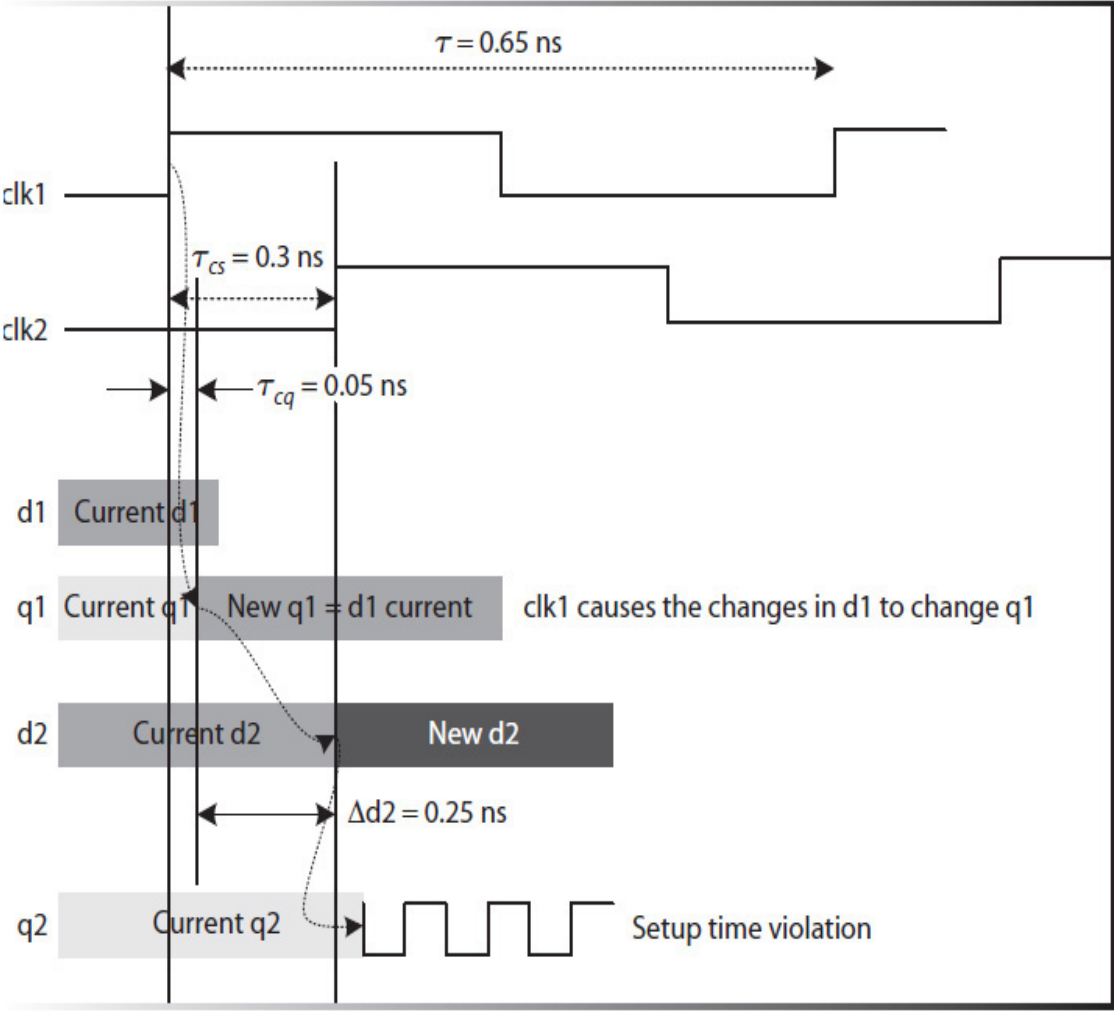 τ = 0.65 ns
clk1
τcs = 0.3 ns
clk2
τcq = 0.05 ns
d1 Current d1
q1 Current q1 New q1 = d1 current clk1 causes the changes in d1 to change q1
d2 Current d2 New d2
Δd2 = 0.25 ns
q2 Current q2 Setup time violation